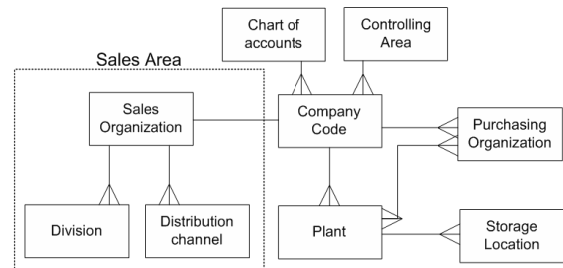 Chart of
accounts
Controlling
Area
Sales Area
Sales
Organization
Company
Code
Purchasing
Organization
Division
Distribution
channel
Plant
Storage
Location